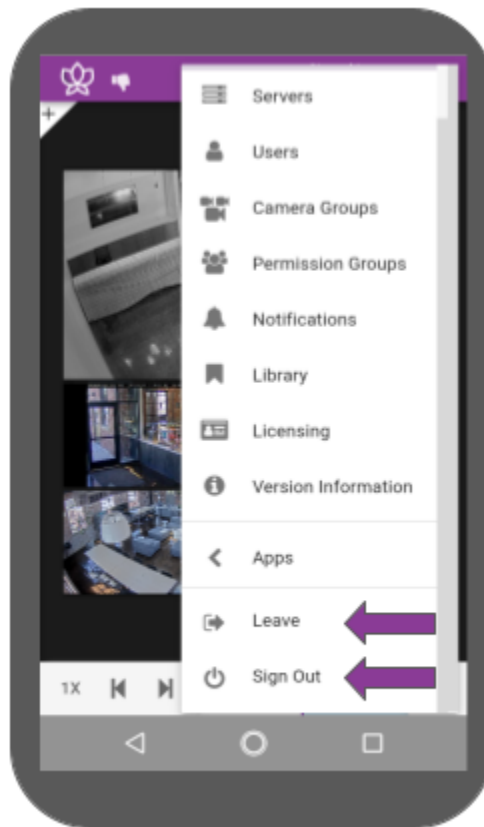 +
Servers
Users
Camera Groups
Permission Groups
Notifications
Library
Licensing
Version Information
Apps
Leave
Sign Out
1X